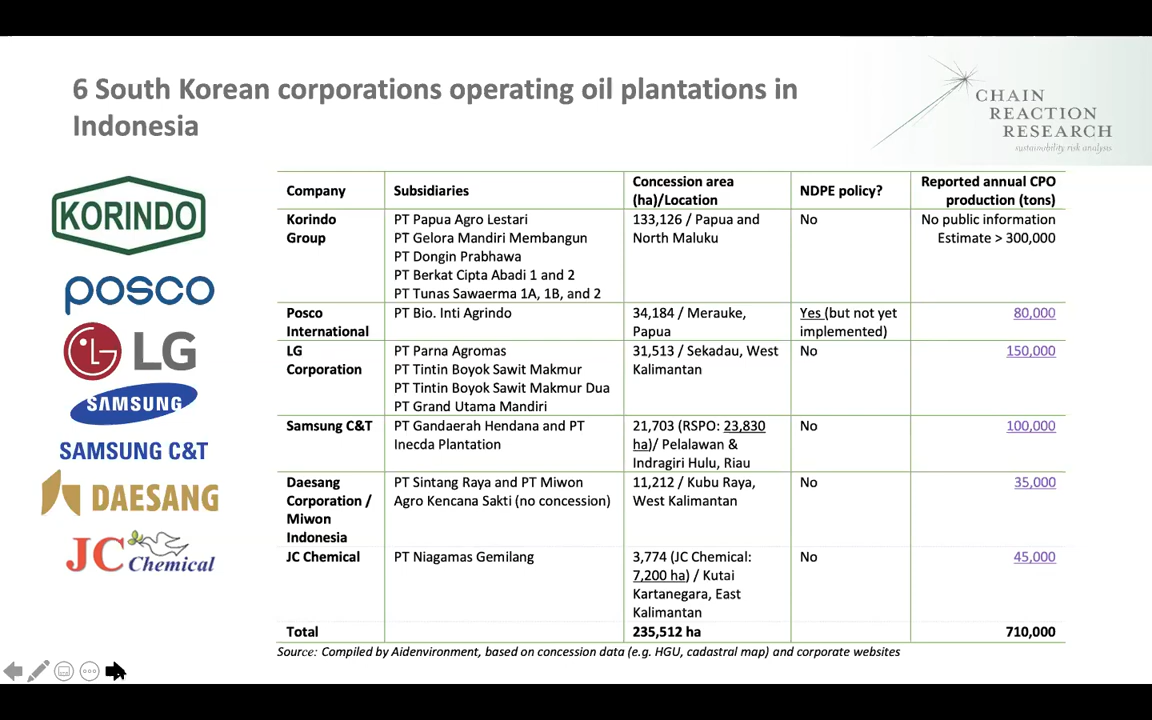 6 South Korean corporations operating oil plantations in
Indonesia
CHAIN
REACTION
RESEARCH
sustainability risk analysis
KORINDO
posco
LG
SAMSUNG
SAMSUNG C&T
DAESANG
JC Chemical
Company
Subsidiaries
Concession area
(ha)/Location
NDPE policy?
Reported annual CPO
production (tons)
Korindo
Group
PT Papua Agro Lestari
PT Gelora Mandiri Membangun
PT Dongin Prabhawa
PT Berkat Cipta Abadi 1 and 2
PT Tunas Sawaerma 1A, 1B, and 2
133,126 / Papua and
North Maluku
No
No public information
Estimate > 300,000
Posco
International
PT Bio. Inti Agrindo
34,184 / Merauke,
Papua
Yes (but not yet
implemented)
80,000
LG
Corporation
PT Parna Agromas
PT Tintin Boyok Sawit Makmur
PT Tintin Boyok Sawit Makmur Dua
PT Grand Utama Mandiri
31,513 / Sekadau, West
Kalimantan
No
150,000
Samsung C&T
PT Gandaerah Hendana and PT
Inecda Plantation
21,703 (RSPO: 23,830
ha)/ Pelalawan &
Indragiri Hulu, Riau
No
100,000
Daesang
Corporation /
Miwon
Indonesia
PT Sintang Raya and PT Miwon
Agro Kencana Sakti (no concession)
11,212 / Kubu Raya,
West Kalimantan
No
35,000
JC Chemical
PT Niagamas Gemilang
3,774 (JC Chemical:
7,200 ha) / Kutai
Kartanegara, East
Kalimantan
No
45,000
Total
235,512 ha
710,000
Source: Compiled by Aidenvironment, based on concession data (e.g. HGU, cadastral map) and corporate websites